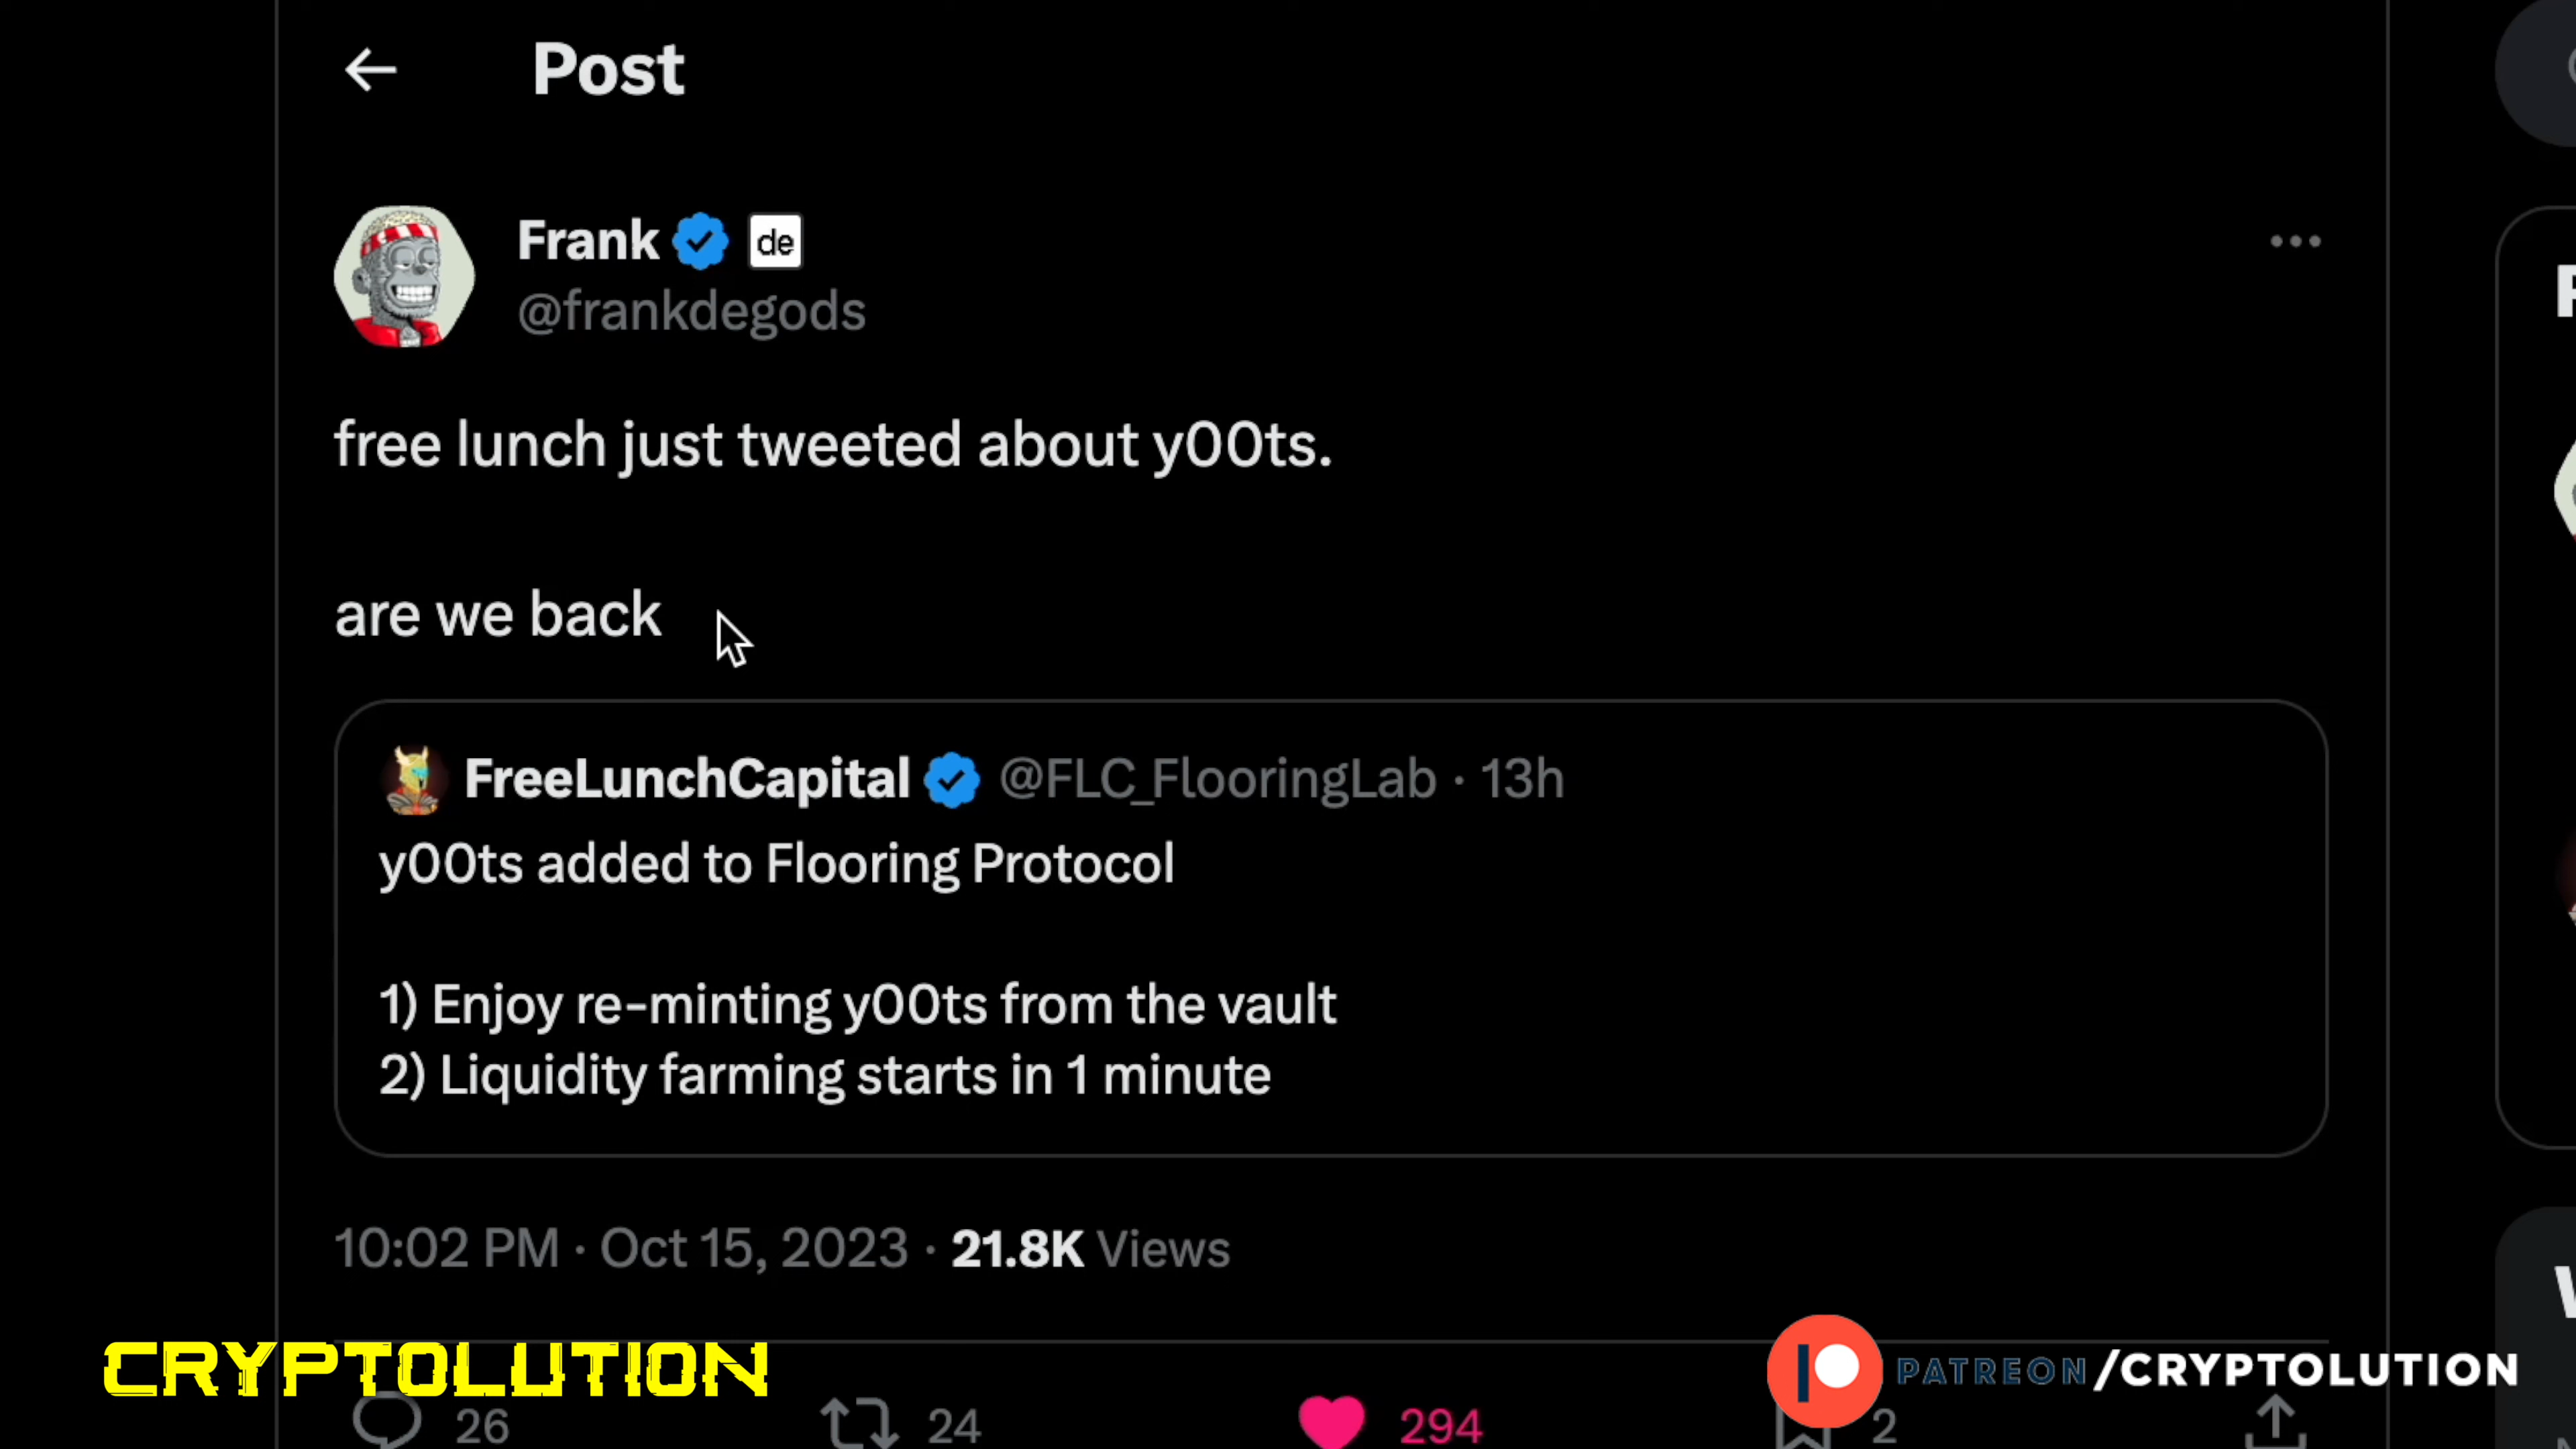 Post
Frank de
@frankdegods
free lunch just tweeted about y00ts.
are we back
FreeLunchCapital @FLC_FlooringLab · 13h
y00ts added to Flooring Protocol
1) Enjoy re-minting y00ts from the vault
2) Liquidity farming starts in 1 minute
10:02 PM · Oct 15, 2023 · 21.8K Views
CRYPTOLUTION
PATREON/CRYPTOLUTION
26 24 294 2